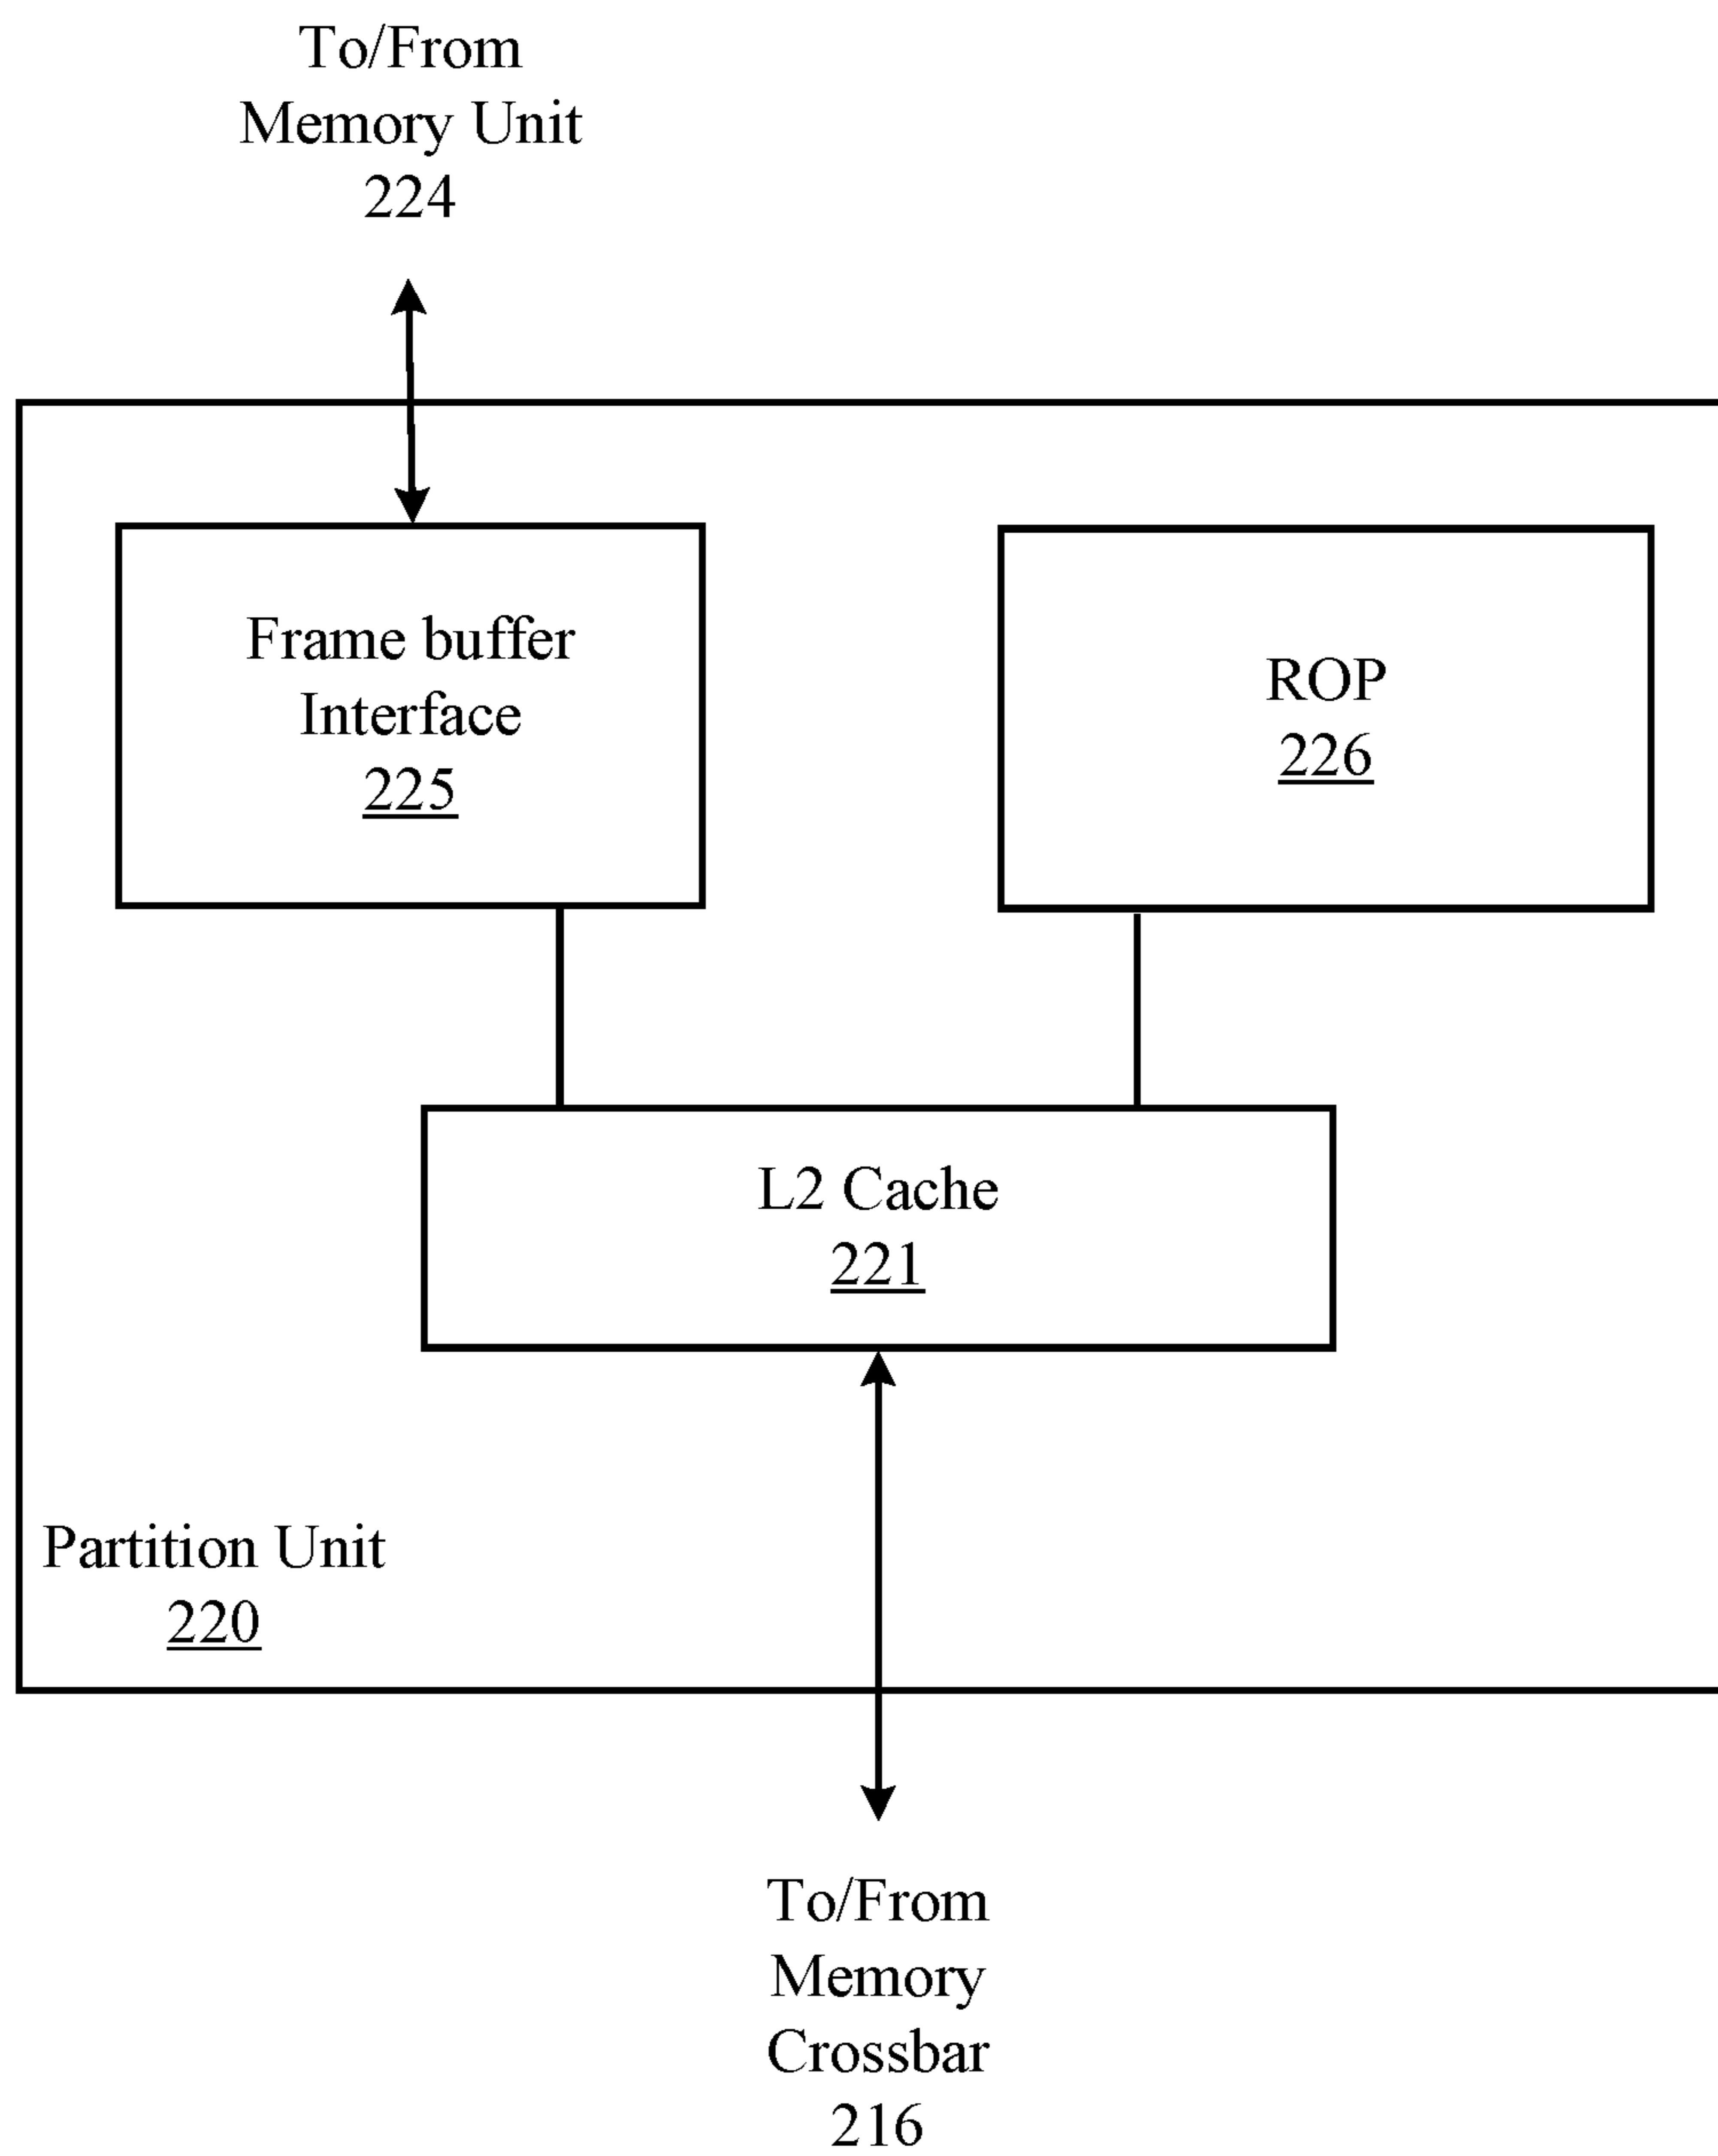 To/From
Memory Unit
224
Frame buffer
Interface
225
ROP
226
L2 Cache
221
Partition Unit
220
To/From
Memory
Crossbar
216